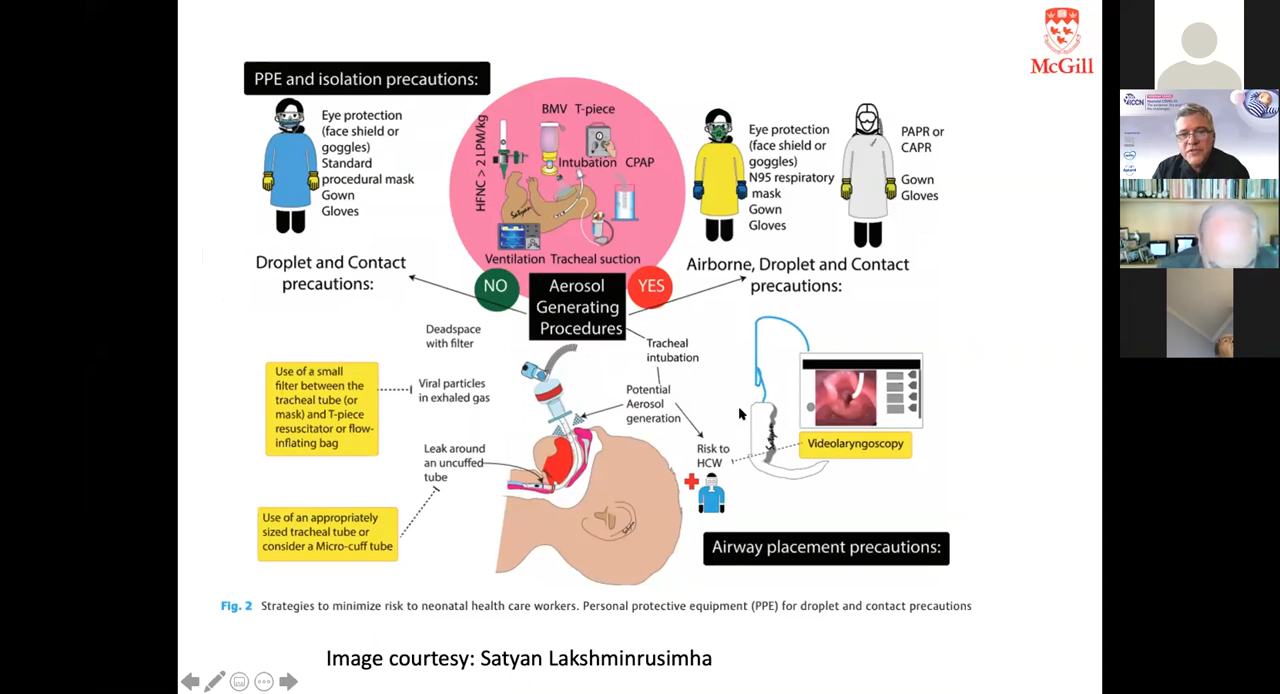 McGill
PPE and isolation precautions:
Eye protection
(face shield or
goggles)
Standard
procedural mask
Gown
Gloves
Droplet and Contact
precautions:
HFNC > 2 LPM/kg
BMV T-piece
Intubation CPAP
Ventilation Tracheal suction
NO
Aerosol
Generating
Procedures
YES
Eye protection
(face shield or
goggles)
N95 respiratory
mask
Gown
Gloves
PAPR or
CAPR
Gown
Gloves
Airborne, Droplet and Contact
precautions:
Deadspace
with filter
Use of a small
filter between the
tracheal tube (or
mask) and T-piece
resuscitator or flow-
inflating bag
Viral particles
in exhaled gas
Leak around
an uncuffed
tube
Use of an appropriately
sized tracheal tube or
consider a Micro-cuff tube
Tracheal
intubation
Potential
Aerosol
generation
Risk to
HCW
Videolaryngoscopy
Airway placement precautions:
Fig. 2 Strategies to minimize risk to neonatal health care workers. Personal protective equipment (PPE) for droplet and contact precautions
Image courtesy: Satyan Lakshminrusimha